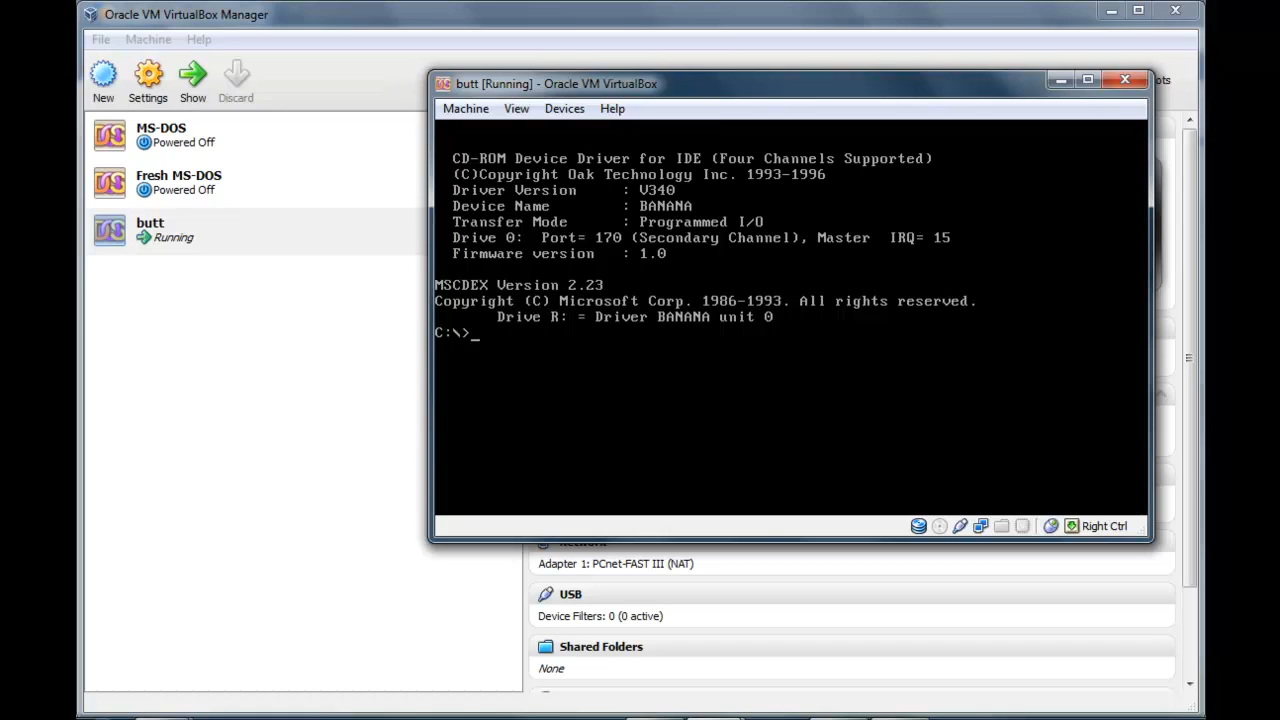 Oracle VM VirtualBox Manager
File Machine Help
New Settings Show Discard
MS-DOS
Powered Off
Fresh MS-DOS
Powered Off
butt
Running
butt [Running] - Oracle VM VirtualBox
Machine View Devices Help
CD-ROM Device Driver for IDE (Four Channels Supported)
(C)Copyright Oak Technology Inc. 1993-1996
Driver Version : V340
Device Name : BANANA
Transfer Mode : Programmed I/O
Drive 0: Port= 170 (Secondary Channel), Master IRQ= 15
Firmware version : 1.0
MSCDEX Version 2.23
Copyright (C) Microsoft Corp. 1986-1993. All rights reserved.
Drive R: = Driver BANANA unit 0
C:\>_
Right Ctrl
Adapter 1: PCnet-FAST III (NAT)
USB
Device Filters: 0 (0 active)
Shared Folders
None